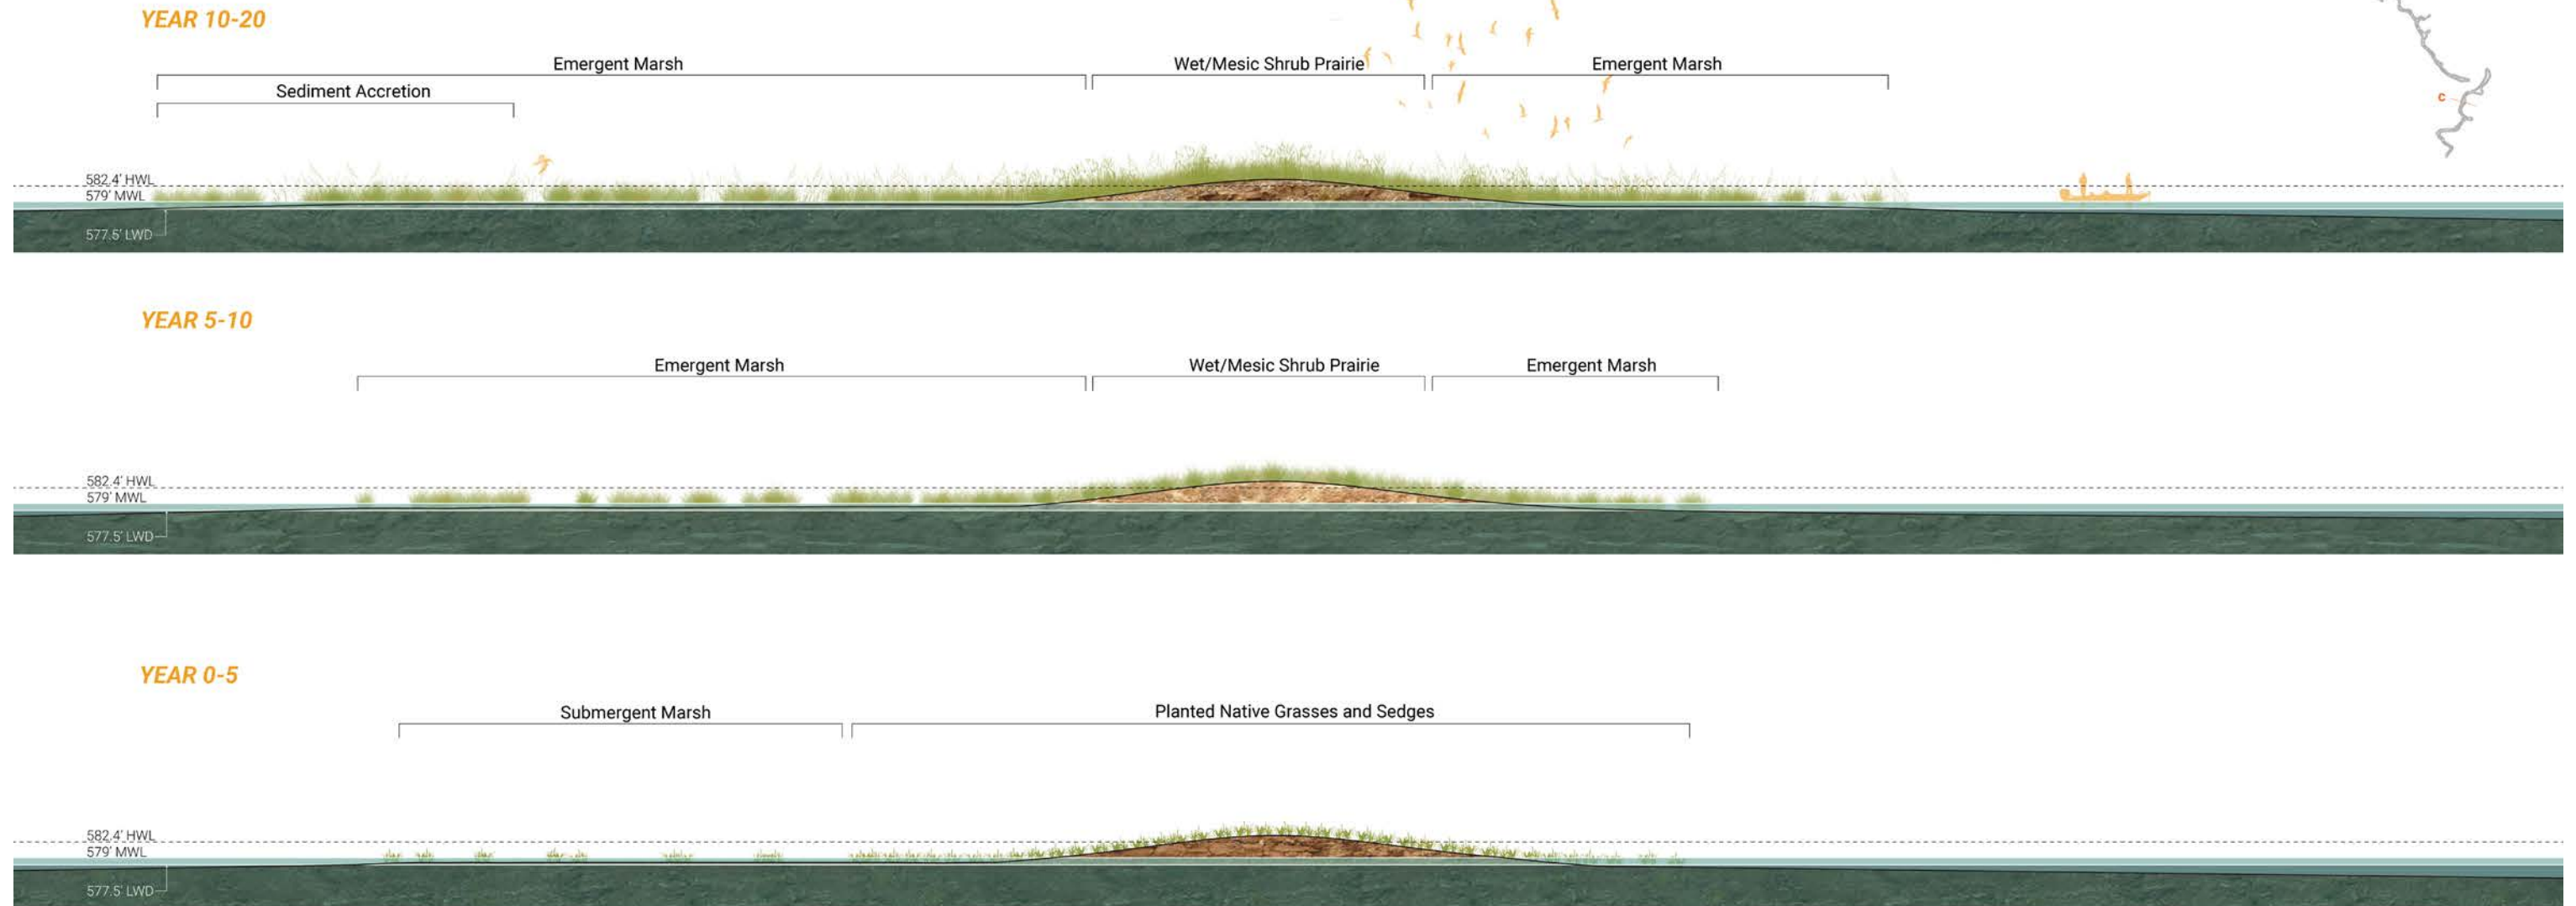 YEAR 10-20
Emergent Marsh
Wet/Mesic Shrub Prairie
Emergent Marsh
Sediment Accretion
C
582.4' HWL
579' MWL
577.5' LWD
YEAR 5-10
Emergent Marsh
Wet/Mesic Shrub Prairie
Emergent Marsh
582.4' HWL
579' MWL
577.5' LWD
YEAR 0-5
Submergent Marsh
Planted Native Grasses and Sedges
582.4' HWL
579' MWL
577.5' LWD